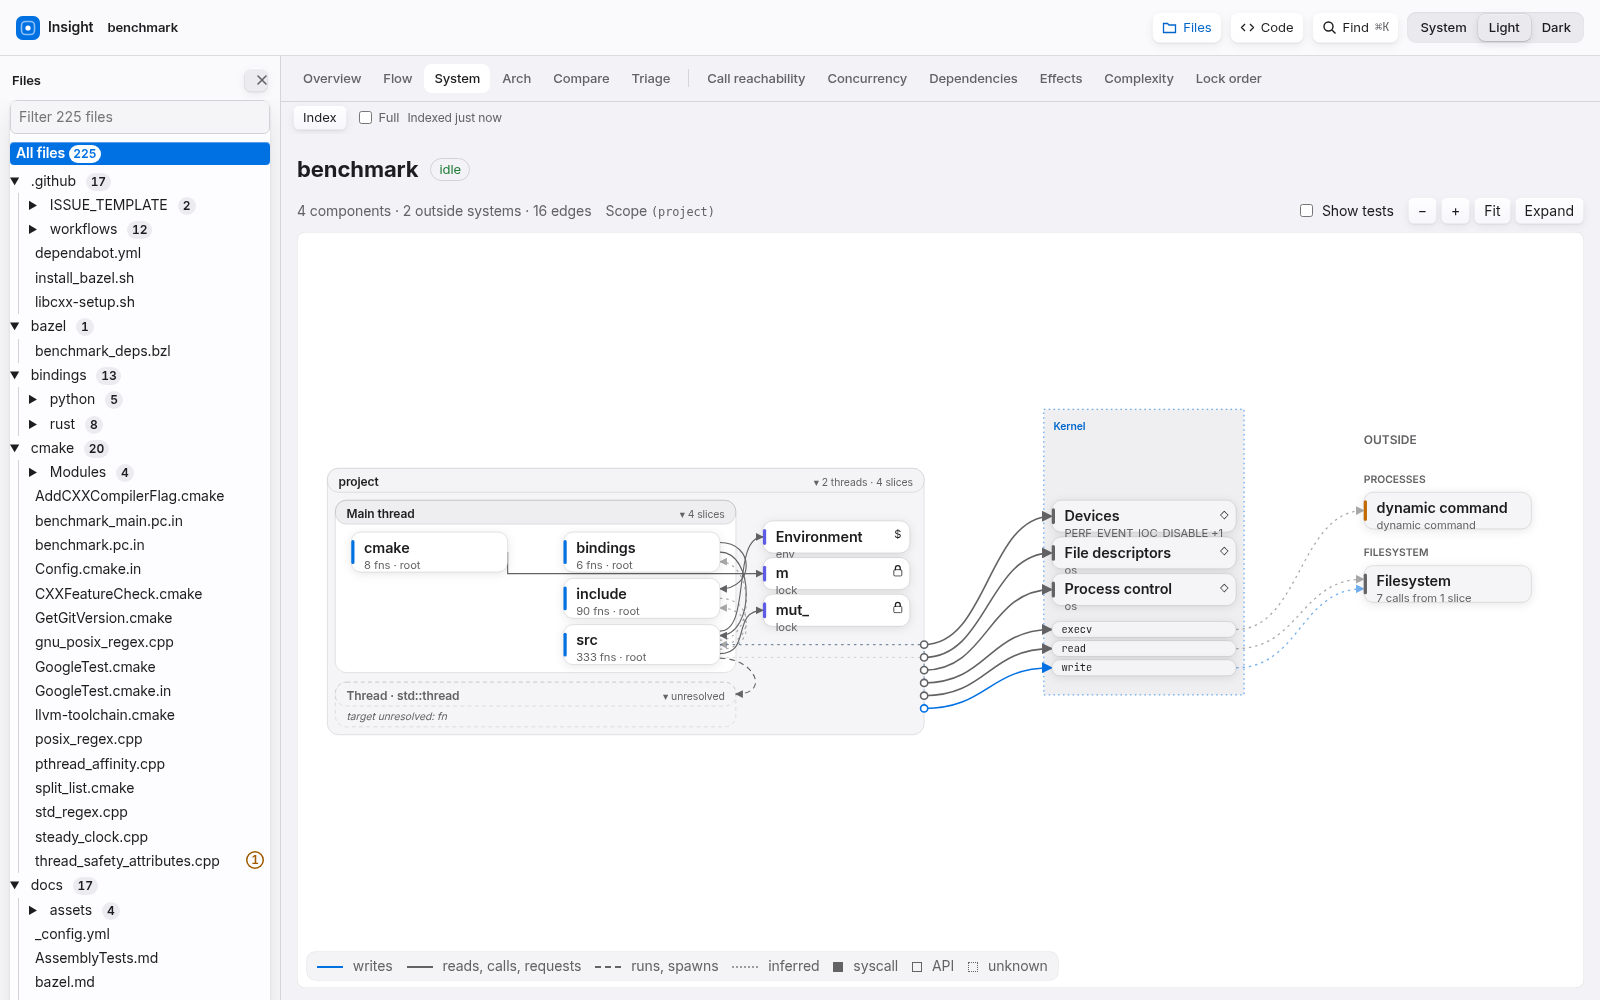 Insight benchmark
Files Code Find ⌘K System Light Dark
Files
Filter 225 files
All files 225
.github 17
ISSUE_TEMPLATE 2
workflows 12
dependabot.yml
install_bazel.sh
libcxx-setup.sh
bazel 1
benchmark_deps.bzl
bindings 13
python 5
rust 8
cmake 20
Modules 4
AddCXXCompilerFlag.cmake
benchmark_main.pc.in
benchmark.pc.in
Config.cmake.in
CXXFeatureCheck.cmake
GetGitVersion.cmake
gnu_posix_regex.cpp
GoogleTest.cmake
GoogleTest.cmake.in
llvm-toolchain.cmake
posix_regex.cpp
pthread_affinity.cpp
split_list.cmake
std_regex.cpp
steady_clock.cpp
thread_safety_attributes.cpp 1
docs 17
assets 4
_config.yml
AssemblyTests.md
bazel.md
Overview Flow System Arch Compare Triage Call reachability Concurrency Dependencies Effects Complexity Lock order
Index Full Indexed just now
benchmark Idle
4 components · 2 outside systems · 16 edges Scope (project)
Show tests − + Fit Expand
project ▾ 2 threads · 4 slices
Main thread ▾ 4 slices
cmake
8 fns · root
bindings
6 fns · root
include
90 fns · root
src
333 fns · root
Thread · std::thread ▾ unresolved
target unresolved: fn
Environment $
env
m
lock
mut_
lock
Kernel
Devices
PERF_EVENT_IOC_DISABLE +1
File descriptors
os
Process control
os
execv
read
write
OUTSIDE
PROCESSES
dynamic command
dynamic command
FILESYSTEM
Filesystem
7 calls from 1 slice
writes reads, calls, requests runs, spawns inferred syscall API unknown